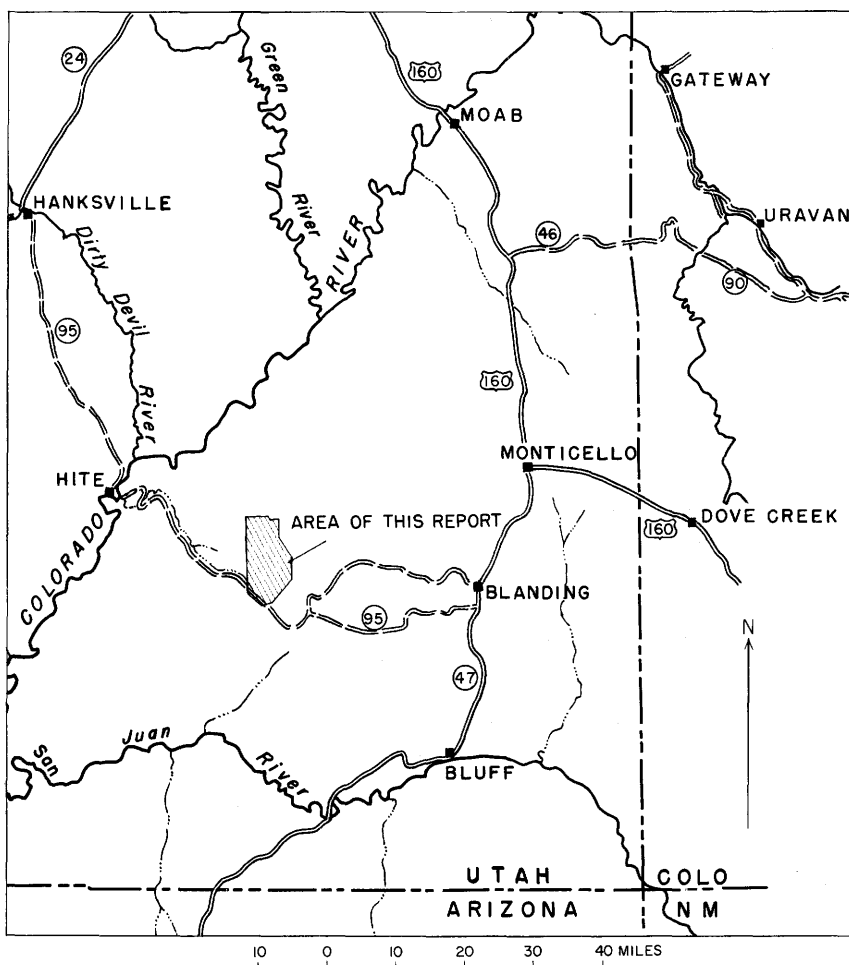 24
Green
River
160
MOAB
GATEWAY
HANKSVILLE
Dirty
Devil
River
RIVER
URAVAN
46
90
95
160
MONTICELLO
HITE
COLORADO
AREA OF THIS REPORT
160
DOVE CREEK
BLANDING
95
N
47
San
Juan
River
BLUFF
UTAH
COLO
ARIZONA
N M
10 0 10 20 30 40 MILES